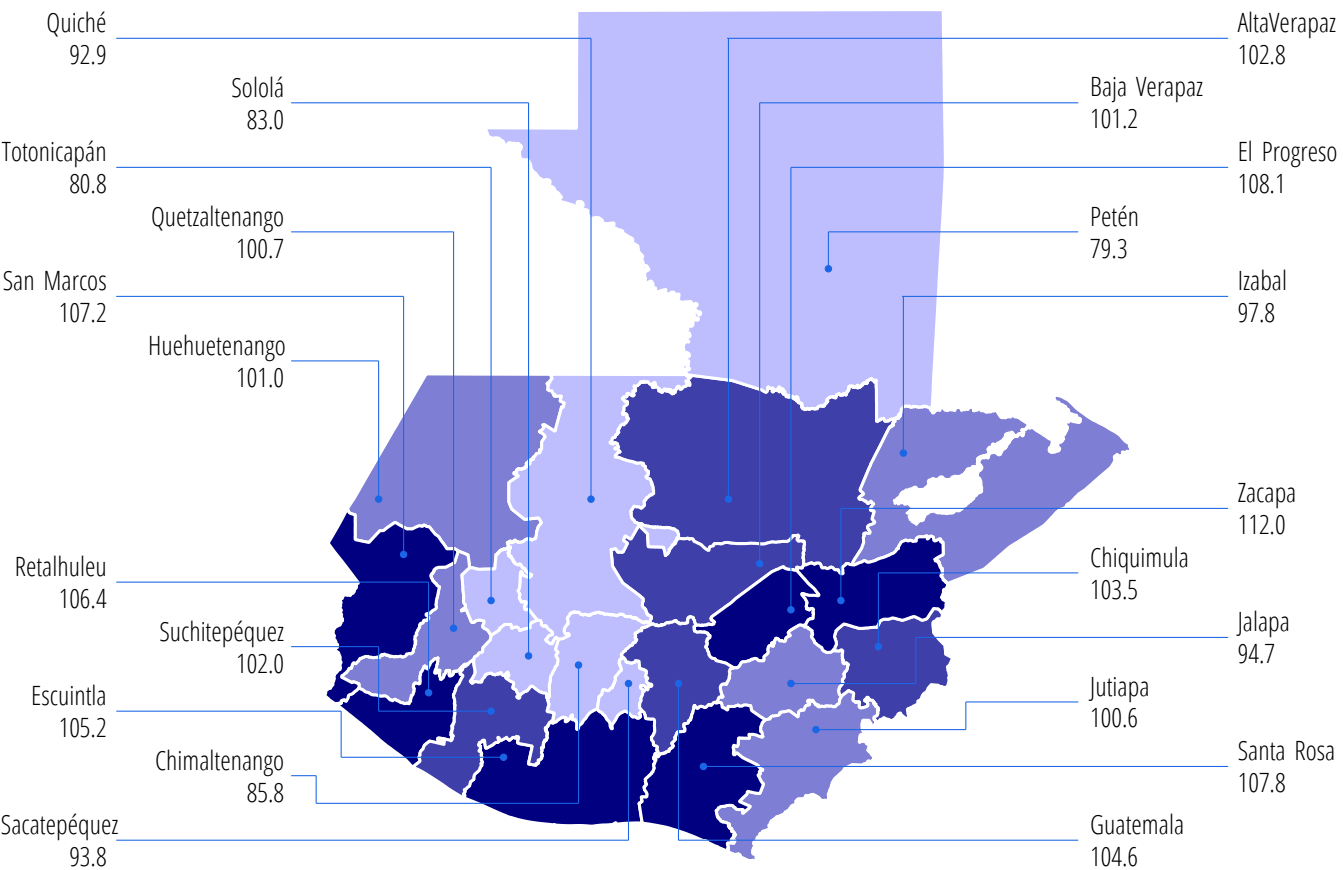 Quiché
92.9
Sololá
83.0
Totonicapán
80.8
Quetzaltenango
100.7
San Marcos
107.2
Huehuetenango
101.0
Retalhuleu
106.4
Suchitepéquez
102.0
Escuintla
105.2
Chimaltenango
85.8
Sacatepéquez
93.8
AltaVerapaz
102.8
Baja Verapaz
101.2
El Progreso
108.1
Petén
79.3
Izabal
97.8
Zacapa
112.0
Chiquimula
103.5
Jalapa
94.7
Jutiapa
100.6
Santa Rosa
107.8
Guatemala
104.6